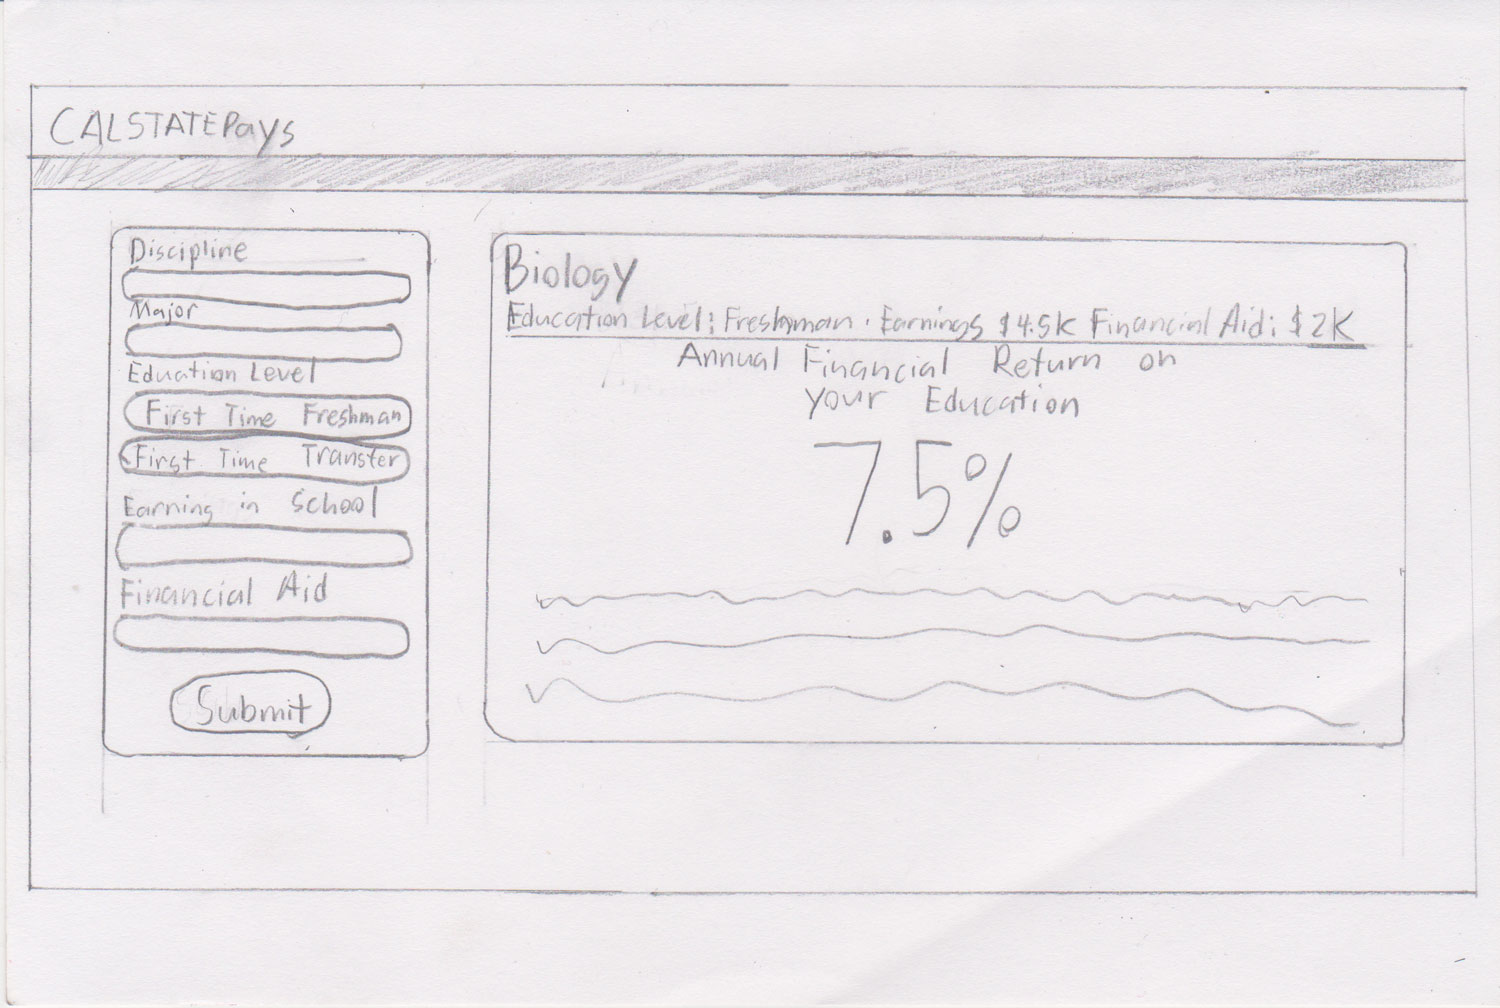 CALSTATEPays
Discipline
Major
Eduation Level
First Time Freshman
First Time Transfer
Earning in School
Financial Aid
Submit
Biology
Education Level: Freshman · Earnings $4.5K Financial Aid: $2K
Annual Financial Return on
your Education
7.5%